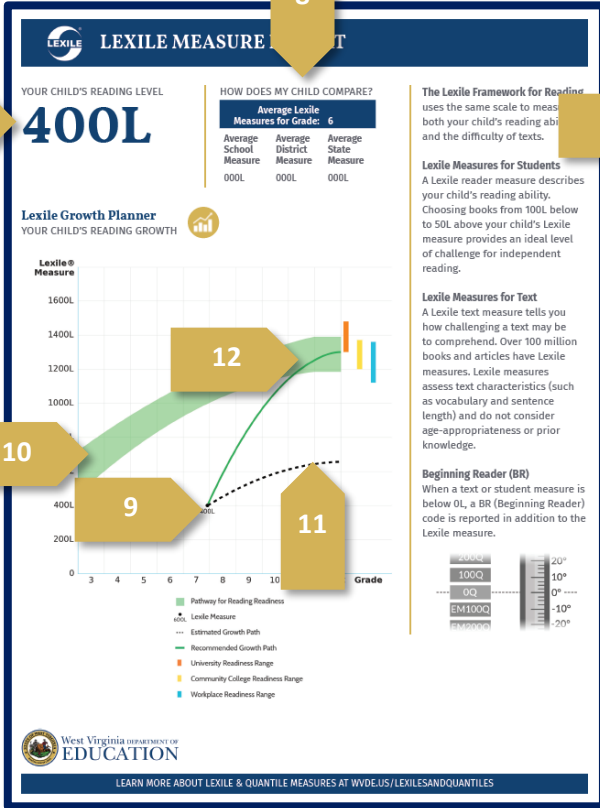 LEXILE
LEXILE MEASURE
YOUR CHILD'S READING LEVEL
400L
HOW DOES MY CHILD COMPARE?
Average Lexile
Measures for Grade: 6
Average School Measure
Average District Measure
Average State Measure
000L 000L 000L
Lexile Growth Planner
YOUR CHILD'S READING GROWTH
Lexile®
Measure
1600L
1400L
1200L
1000L
400L
200L
0
12
10
9
11
3 4 5 6 7 8 9 Grade
Pathway for Reading Readiness
600L Lexile Measure
Estimated Growth Path
Recommended Growth Path
University Readiness Range
Community College Readiness Range
Workplace Readiness Range
The Lexile Framework for Reading
uses the same scale to
both your child's reading
and the difficulty of texts.
Lexile Measures for Students
A Lexile reader measure describes
your child's reading ability.
Choosing books from 100L below
to 50L above your child's Lexile
measure provides an ideal level
of challenge for independent
reading.
Lexile Measures for Text
A Lexile text measure tells you
how challenging a text may be
to comprehend. Over 100 million
books and articles have Lexile
measures. Lexile measures
assess text characteristics (such
as vocabulary and sentence
length) and do not consider
age-appropriateness or prior
knowledge.
Beginning Reader (BR)
When a text or student measure is
below 0L, a BR (Beginning Reader)
code is reported in addition to the
Lexile measure.
200Q
100Q
0Q
EM100Q
EM200Q
20°
10°
0°
-10°
-20°
West Virginia DEPARTMENT OF
EDUCATION
LEARN MORE ABOUT LEXILE & QUANTILE MEASURES AT WVDE.US/LEXILESANDQUANTILES